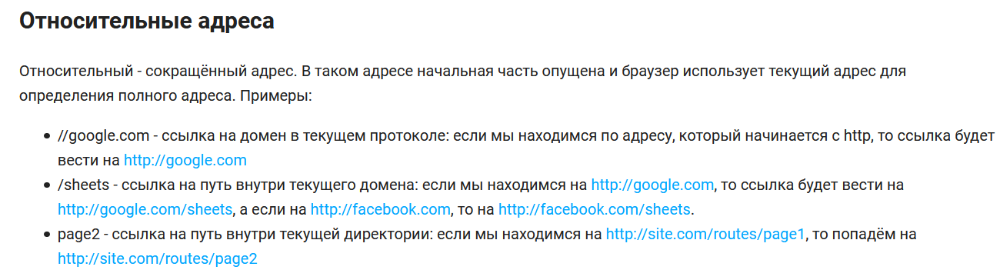 Относительные адреса
Относительный - сокращённый адрес. В таком адресе начальная часть опущена и браузер использует текущий адрес для
определения полного адреса. Примеры:
• //google.com - ссылка на домен в текущем протоколе: если мы находимся по адресу, который начинается с http, то ссылка будет
вести на http://google.com
• /sheets - ссылка на путь внутри текущего домена: если мы находимся на http://google.com, то ссылка будет вести на
http://google.com/sheets, а если на http://facebook.com, то на http://facebook.com/sheets.
• page2 - ссылка на путь внутри текущей директории: если мы находимся на http://site.com/routes/page1, то попадём на
http://site.com/routes/page2